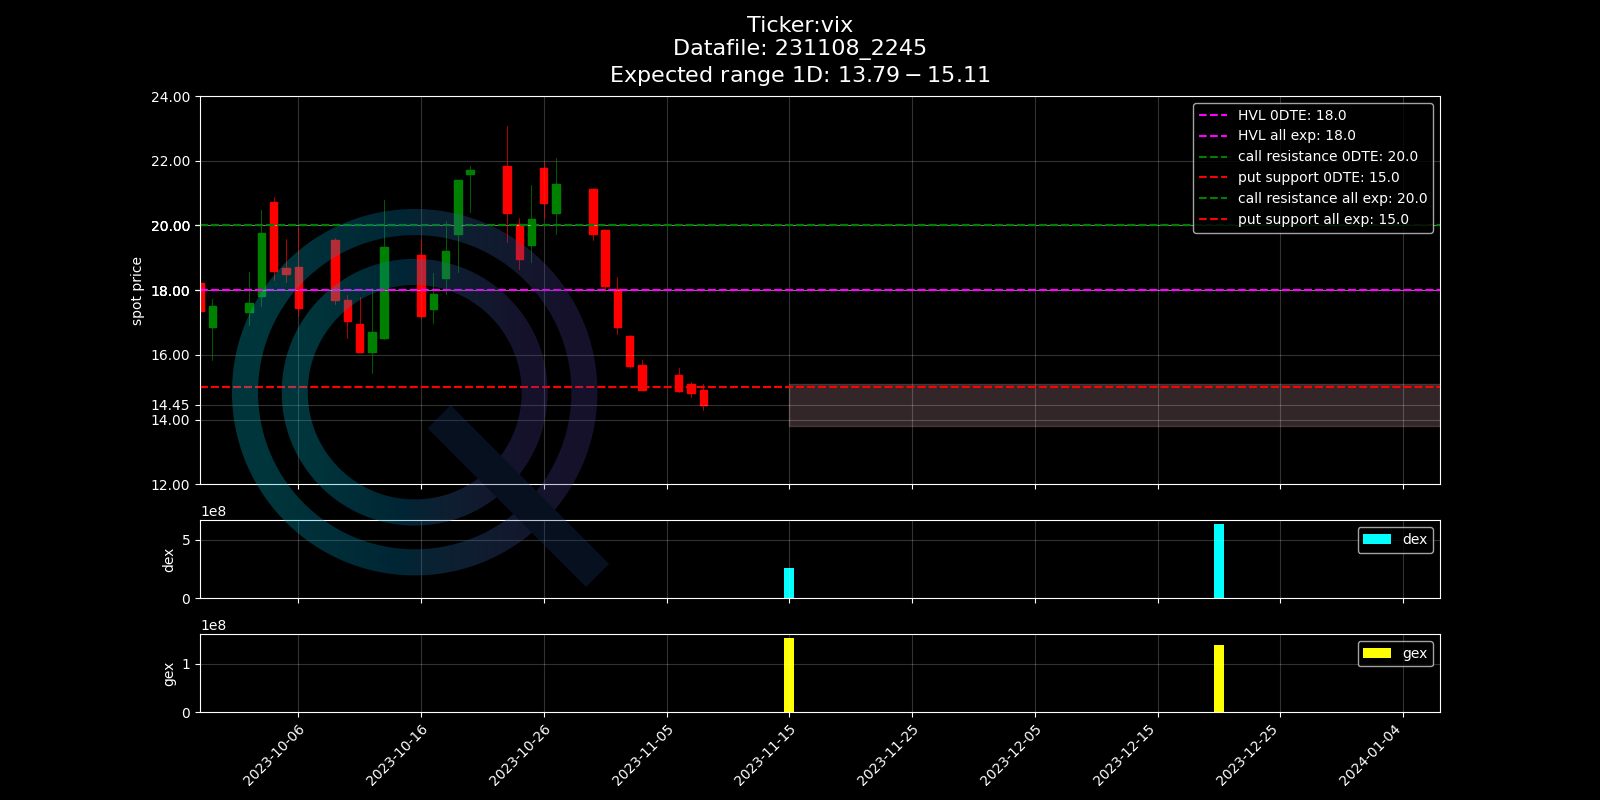 Ticker:vix
Datafile: 231108_2245
Expected range 1D: 13.79 − 15.11
24.00
22.00
20.00
18.00
16.00
14.45
14.00
12.00
spot price
HVL 0DTE: 18.0
HVL all exp: 18.0
call resistance 0DTE: 20.0
put support 0DTE: 15.0
call resistance all exp: 20.0
put support all exp: 15.0
1e8
5
0
dex
dex
1e8
1
0
gex
gex
2023-10-06
2023-10-16
2023-10-26
2023-11-05
2023-11-15
2023-11-25
2023-12-05
2023-12-15
2023-12-25
2024-01-04